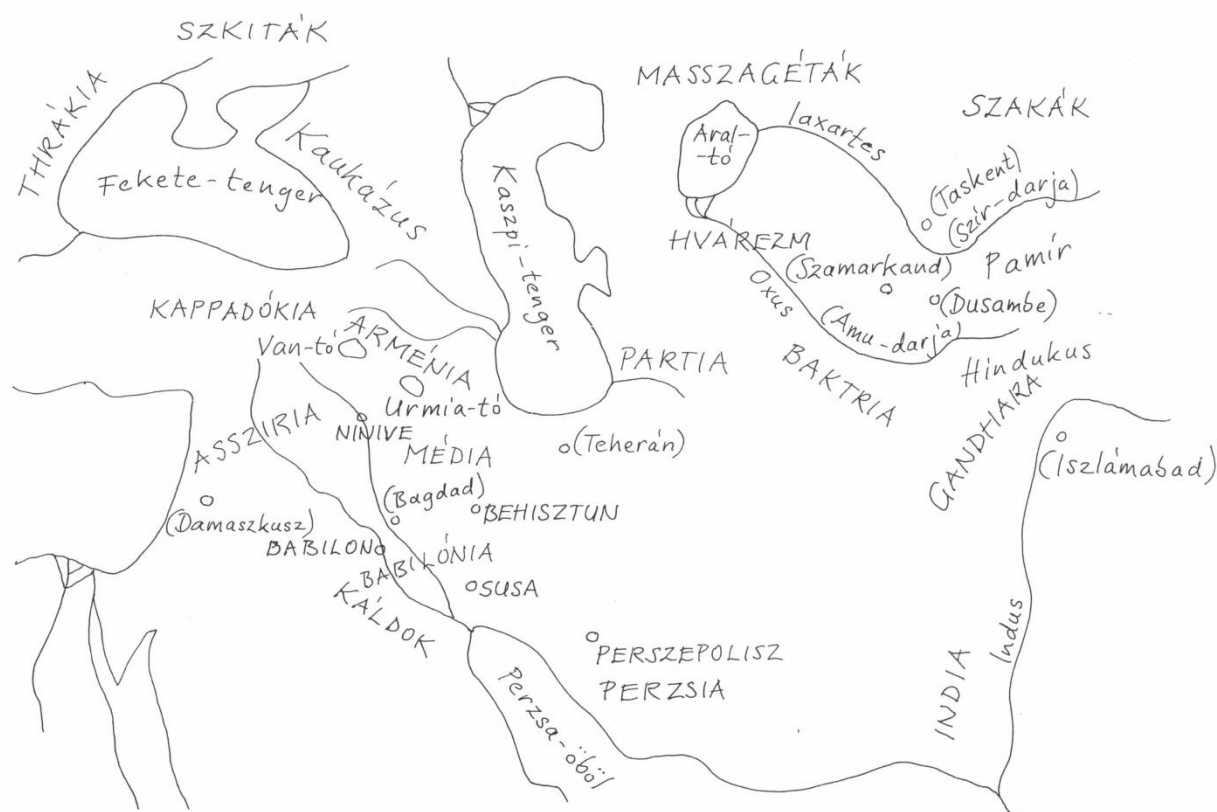 SZKITÁK
MASSZAGÉTÁK
SZAKÁK
THRÁKIA
Fekete-tenger
Kaukázus
Kaszpi-tenger
Aral-
-tó
Iaxartes
(Taskent)
(Szir-darja)
HVÁREZM
(Szamarkand)
Pamír
Oxus
(Dusambe)
(Amu-darja)
KAPPADÓKIA
Van-tó
ARMÉNIA
Urmia-tó
PARTIA
BAKTRIA
Hindukus
GANDHARA
ASSZIRIA
NINIVE
MÉDIA
(Teherán)
(Iszlámabad)
(Damaszkusz)
(Bagdad)
BEHISZTUN
BABILON
BABILÓNIA
KÁLDOK
SUSA
PERSZEPOLISZ
PERZSIA
Perzsa-öböl
INDIA
Indus